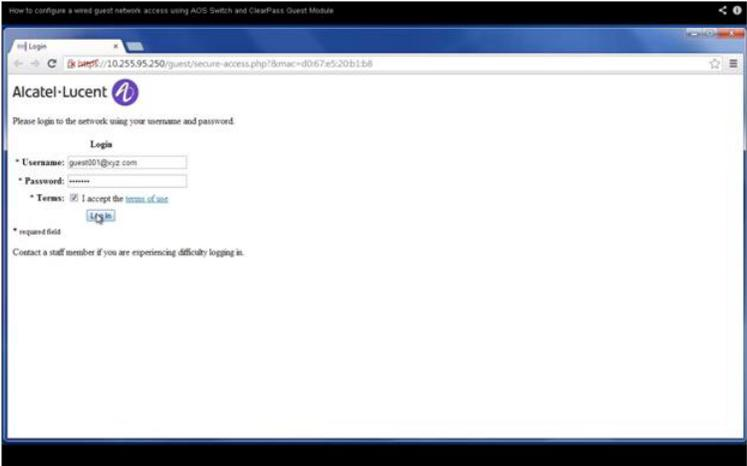 How to configure a wired guest network access using AOS Switch and ClearPass Guest Module
Login
https://10.255.95.250/guest/secure-access.php?&mac=d0:67:e5:20:b1:b8
Alcatel·Lucent
Please login to the network using your username and password.
Login
* Username: guest001@xyz.com
* Password: •••••••
* Terms: I accept the terms of use
Log In
* required field
Contact a staff member if you are experiencing difficulty logging in.